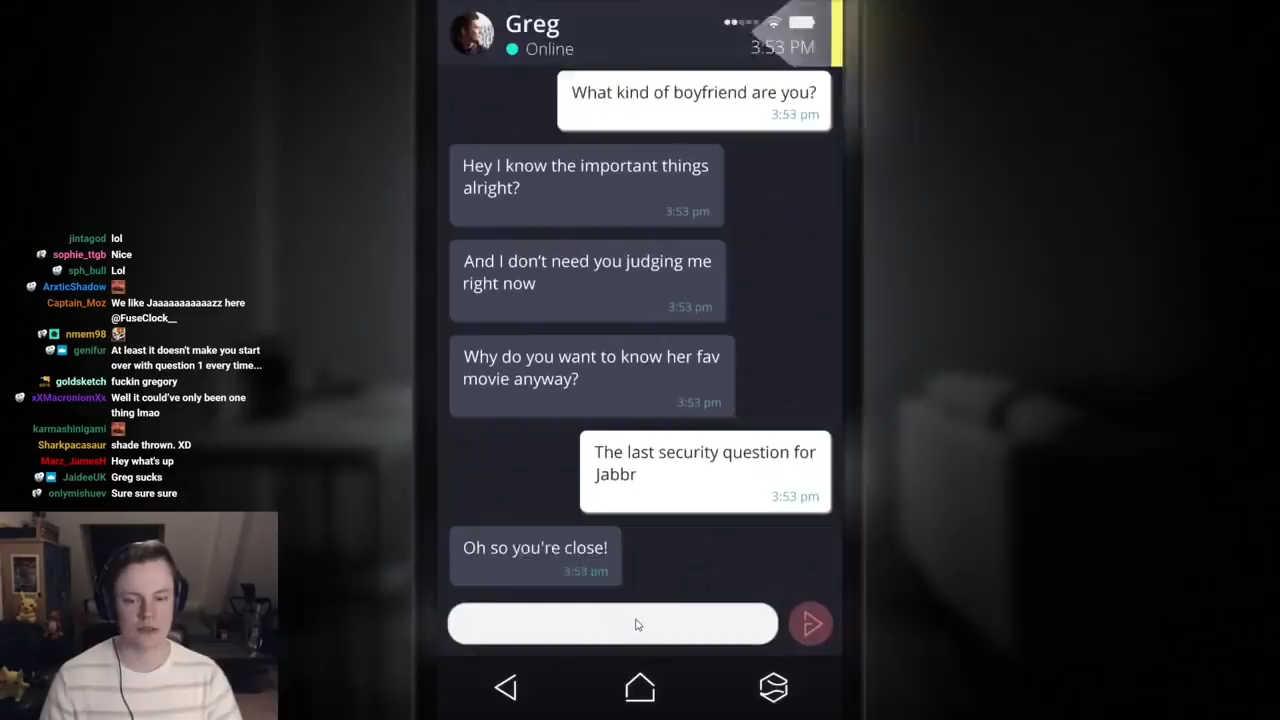 Greg
Online
3:53 PM
What kind of boyfriend are you?
3:53 pm
Hey I know the important things
alright?
3:53 pm
And I don't need you judging me
right now
3:53 pm
Why do you want to know her fav
movie anyway?
3:53 pm
The last security question for
Jabbr
3:53 pm
Oh so you're close!
3:53 pm
jintagod lol
sophie_ttgb Nice
sph_bull Lol
ArxticShadow
Captain_Moz We like Jaaaaaaaaaazz here
@FuseClock__
nmem98
genifur At least it doesn't make you start
over with question 1 every time...
goldsketch fuckin gregory
xXMacroniomXx Well it could've only been one
thing lmao
karmashinigami
Sharkpacasaur shade thrown. XD
Marz_JamesH Hey what's up
JaldeeUK Greg sucks
onlymishuev Sure sure sure